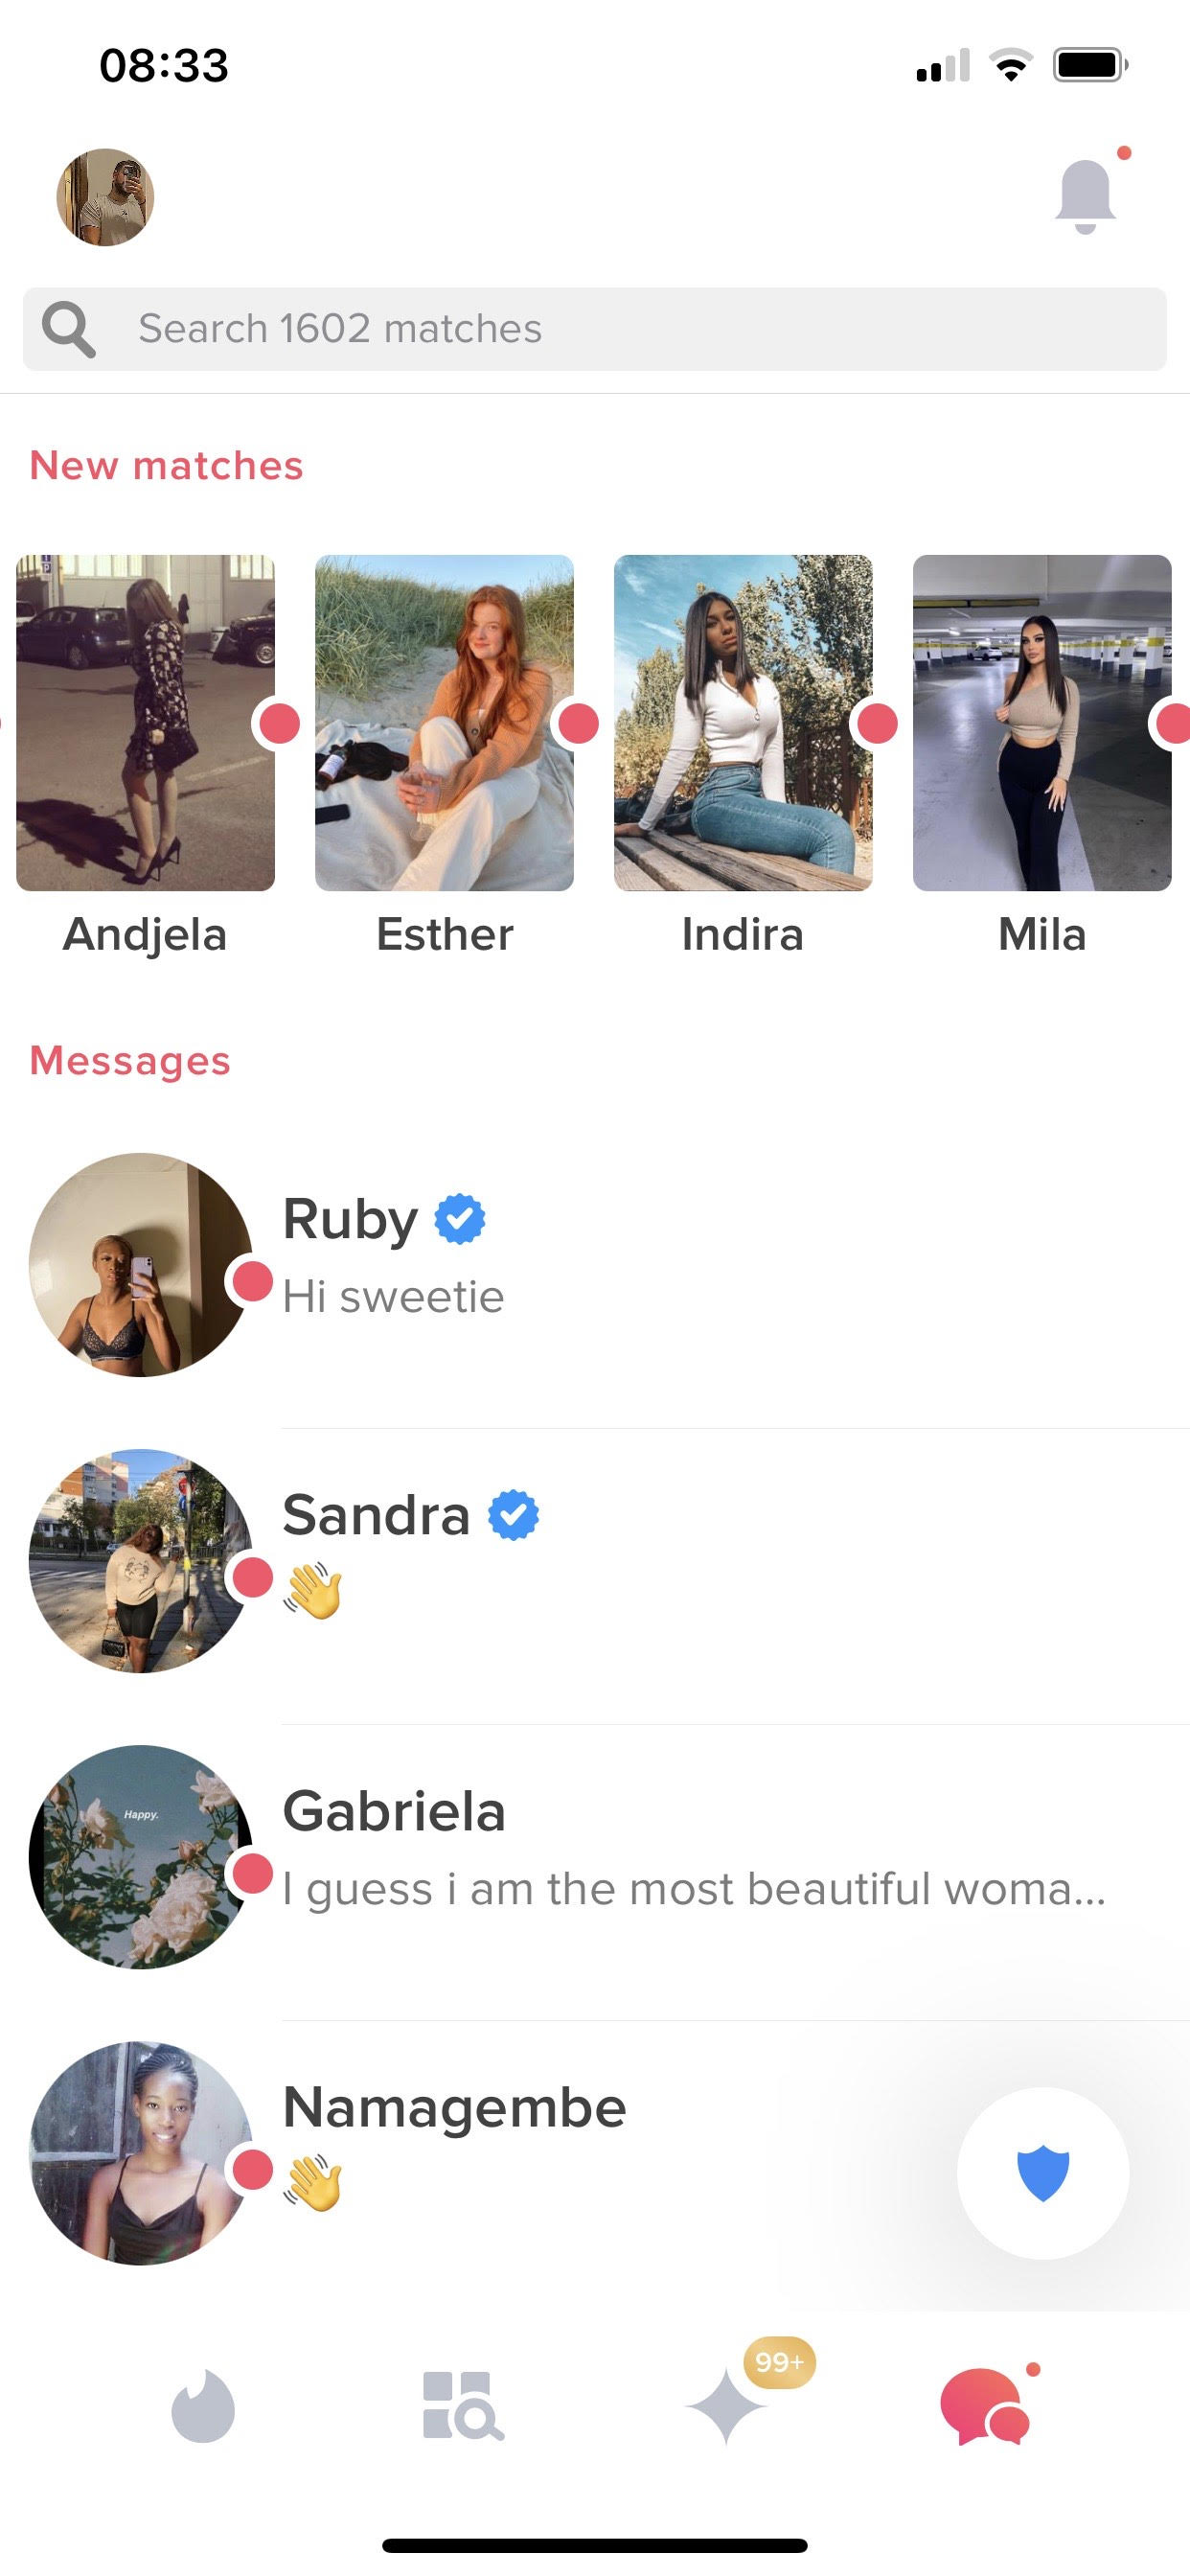 08:33
Search 1602 matches
New matches
Andjela
Esther
Indira
Mila
Messages
Ruby
Hi sweetie
Sandra
👋
Happy.
Gabriela
I guess i am the most beautiful woma...
Namagembe
👋
99+